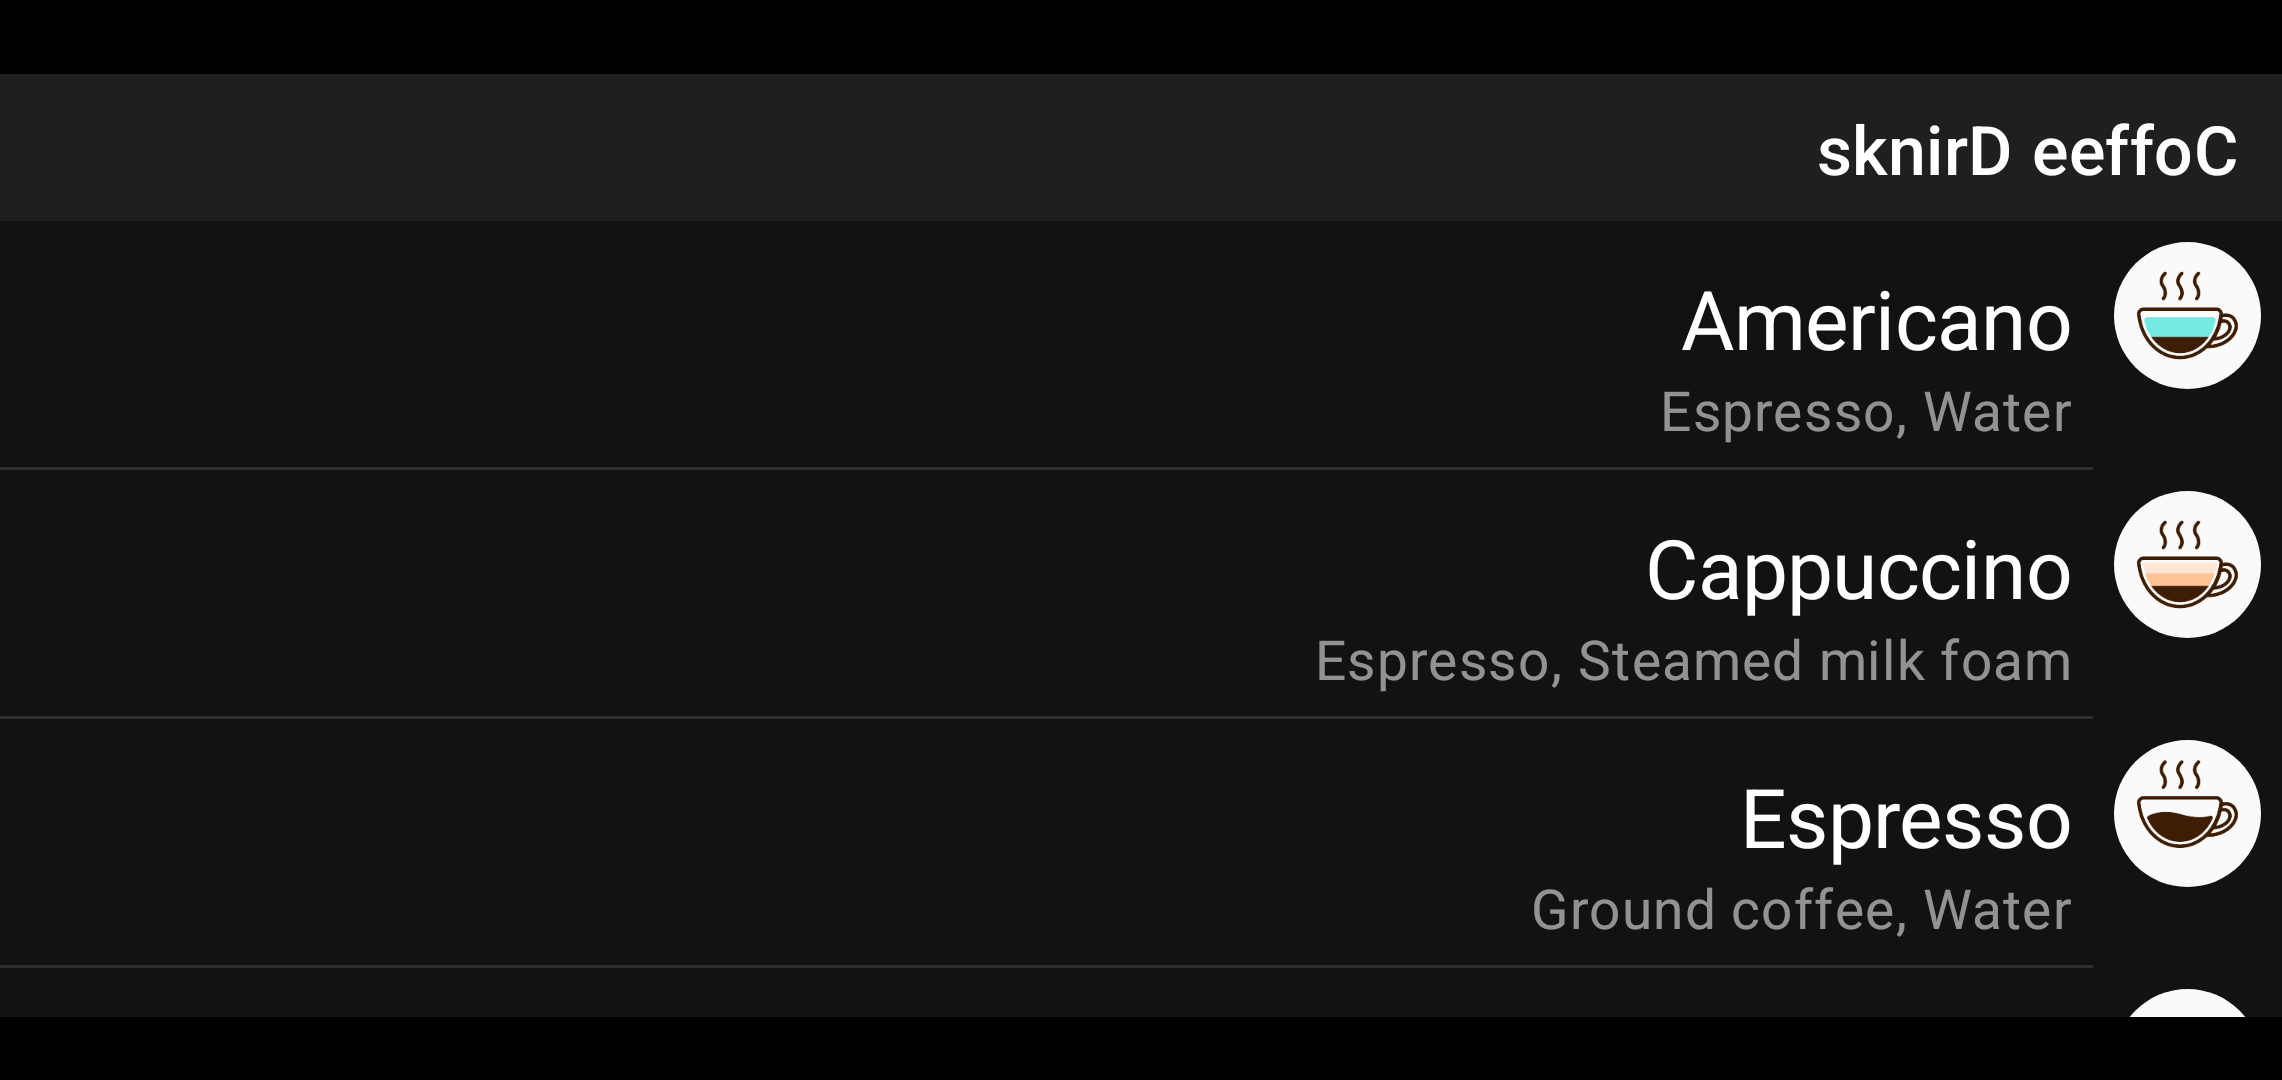 sknirD eeffoC
Americano
Espresso, Water
Cappuccino
Espresso, Steamed milk foam
Espresso
Ground coffee, Water